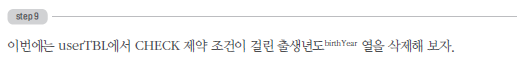 step 9
이번에는 userTBL에서 CHECK 제약 조건이 걸린 출생년도birthYear 열을 삭제해 보자.